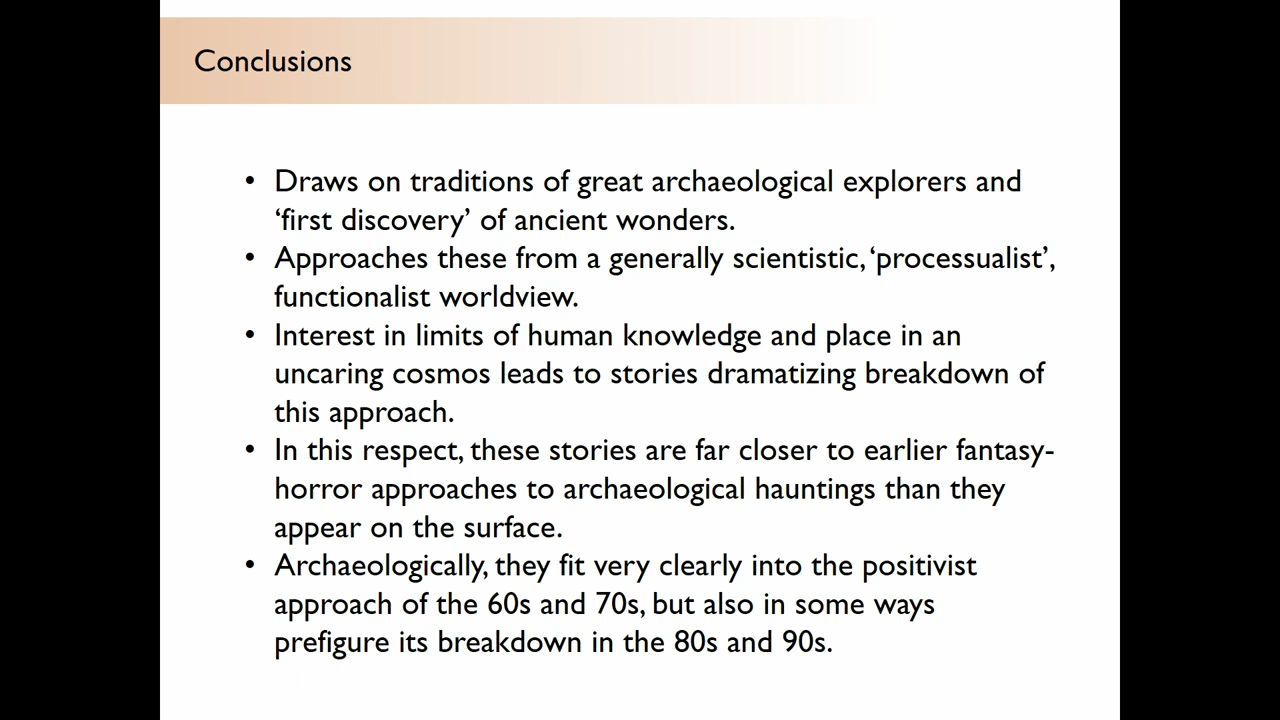 Conclusions
• Draws on traditions of great archaeological explorers and
‘first discovery’ of ancient wonders.
• Approaches these from a generally scientistic, ‘processualist’,
functionalist worldview.
• Interest in limits of human knowledge and place in an
uncaring cosmos leads to stories dramatizing breakdown of
this approach.
• In this respect, these stories are far closer to earlier fantasy-
horror approaches to archaeological hauntings than they
appear on the surface.
• Archaeologically, they fit very clearly into the positivist
approach of the 60s and 70s, but also in some ways
prefigure its breakdown in the 80s and 90s.